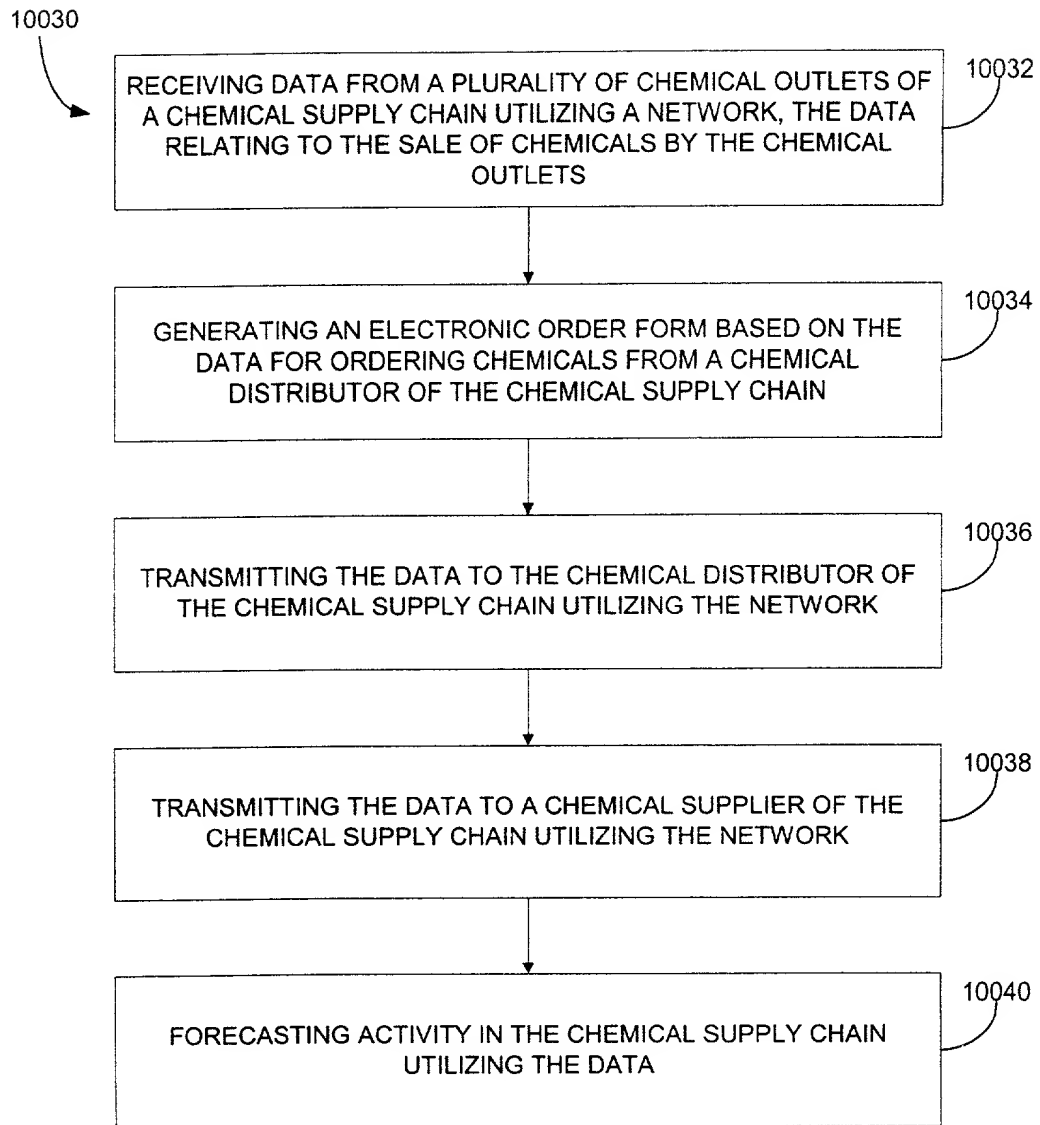 10030
RECEIVING DATA FROM A PLURALITY OF CHEMICAL OUTLETS OF
A CHEMICAL SUPPLY CHAIN UTILIZING A NETWORK, THE DATA
RELATING TO THE SALE OF CHEMICALS BY THE CHEMICAL
OUTLETS
10032
GENERATING AN ELECTRONIC ORDER FORM BASED ON THE
DATA FOR ORDERING CHEMICALS FROM A CHEMICAL
DISTRIBUTOR OF THE CHEMICAL SUPPLY CHAIN
10034
TRANSMITTING THE DATA TO THE CHEMICAL DISTRIBUTOR OF
THE CHEMICAL SUPPLY CHAIN UTILIZING THE NETWORK
10036
TRANSMITTING THE DATA TO A CHEMICAL SUPPLIER OF THE
CHEMICAL SUPPLY CHAIN UTILIZING THE NETWORK
10038
FORECASTING ACTIVITY IN THE CHEMICAL SUPPLY CHAIN
UTILIZING THE DATA
10040